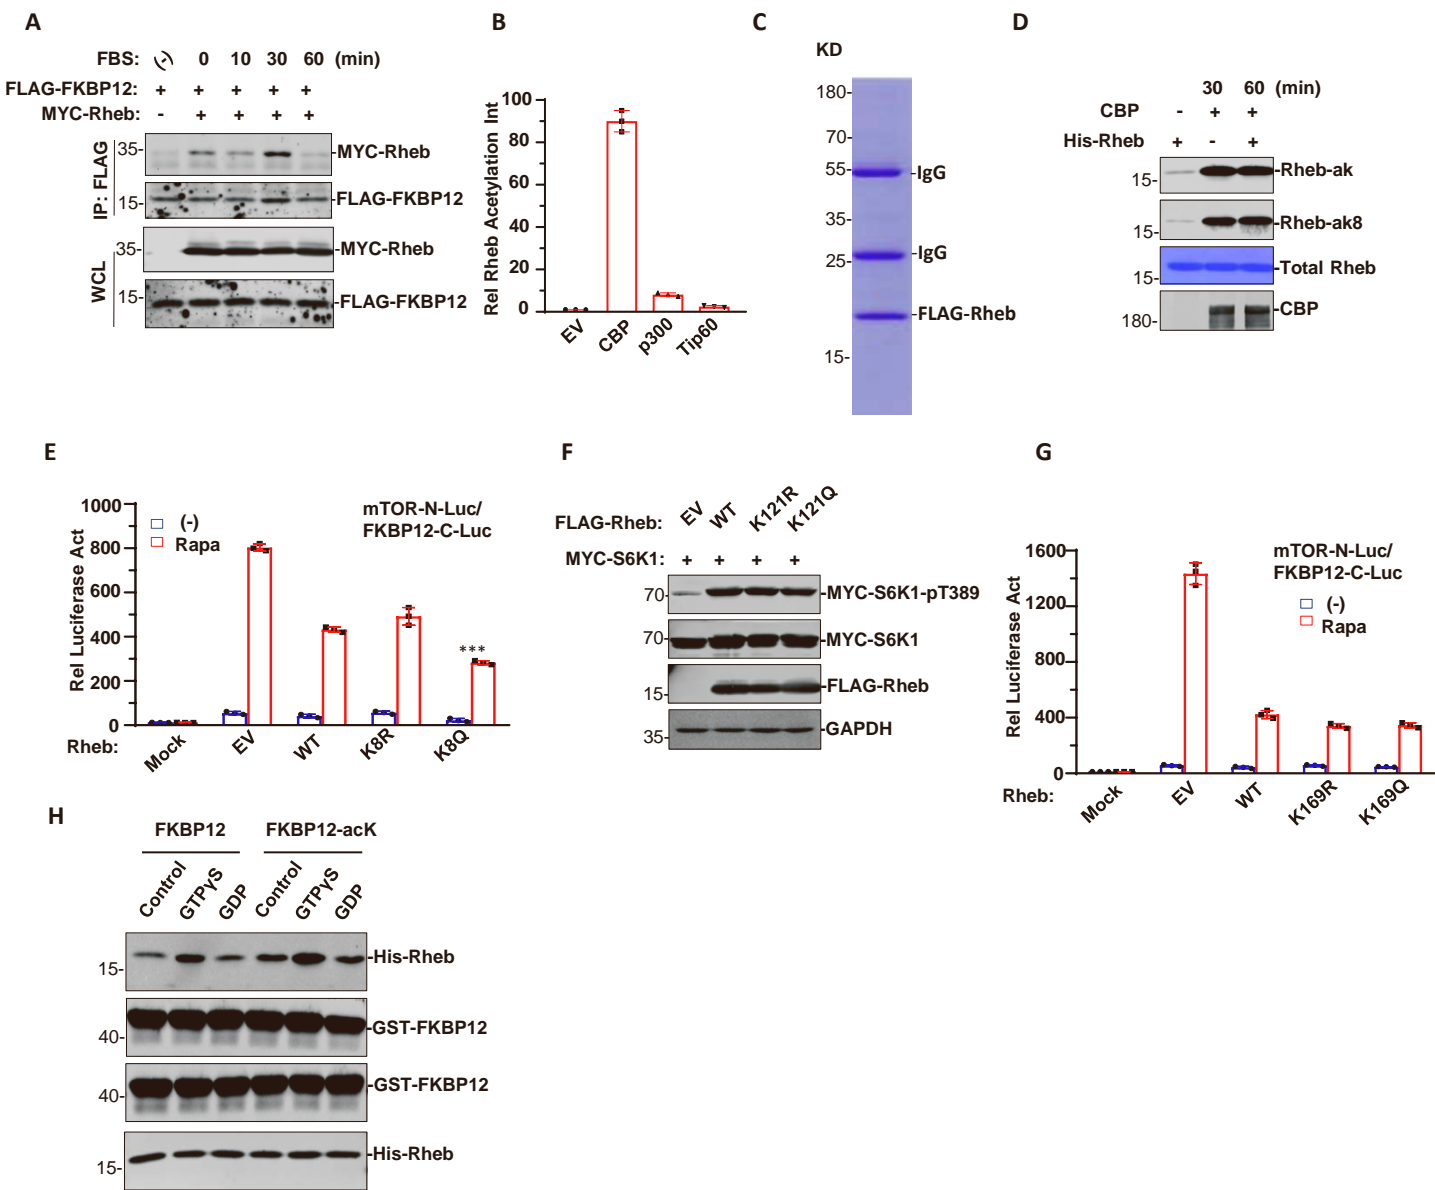 A
FBS: (-) 0 10 30 60 (min)
FLAG-FKBP12: + + + + +
MYC-Rheb: - + + + +
IP: FLAG
35- -MYC-Rheb
15- -FLAG-FKBP12
WCL
35- -MYC-Rheb
15- -FLAG-FKBP12
B
Rel Rheb Acetylation Int
100
80
60
40
20
0
EV CBP p300 Tip60
C
KD
180-
70-
55- -IgG
35-
-IgG
25-
-FLAG-Rheb
15-
D
30 60 (min)
CBP - + +
His-Rheb + - +
15- -Rheb-ak
15- -Rheb-ak8
15- -Total Rheb
180- -CBP
E
Rel Luciferase Act
1000
800
600
400
200
0
(-)
Rapa
mTOR-N-Luc/
FKBP12-C-Luc
***
Rheb: Mock EV WT K8R K8Q
F
FLAG-Rheb: EV WT K121R K121Q
MYC-S6K1: + + + +
70- -MYC-S6K1-pT389
70- -MYC-S6K1
15- -FLAG-Rheb
35- -GAPDH
G
Rel Luciferase Act
1600
1200
800
400
0
mTOR-N-Luc/
FKBP12-C-Luc
(-)
Rapa
Rheb: Mock EV WT K169R K169Q
H
FKBP12 FKBP12-acK
Control GTPγS GDP Control GTPγS GDP
15- -His-Rheb
40- -GST-FKBP12
40- -GST-FKBP12
15- -His-Rheb